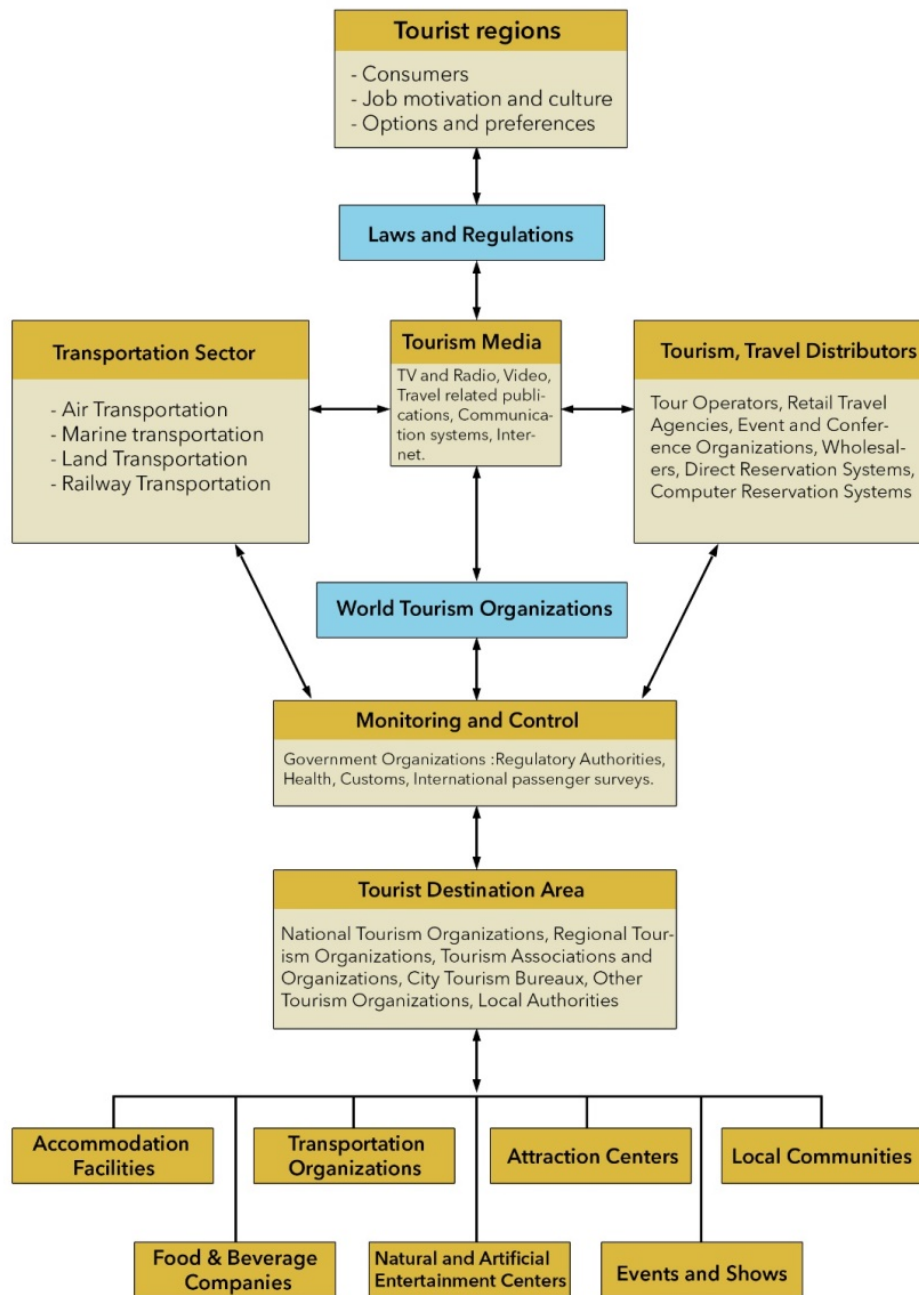 Tourist regions
- Consumers
- Job motivation and culture
- Options and preferences
Laws and Regulations
Transportation Sector
- Air Transportation
- Marine transportation
- Land Transportation
- Railway Transportation
Tourism Media
TV and Radio, Video,
Travel related publi-
cations, Communica-
tion systems, Inter-
net.
Tourism, Travel Distributors
Tour Operators, Retail Travel
Agencies, Event and Confer-
ence Organizations, Wholesal-
ers, Direct Reservation Systems,
Computer Reservation Systems
World Tourism Organizations
Monitoring and Control
Government Organizations :Regulatory Authorities,
Health, Customs, International passenger surveys.
Tourist Destination Area
National Tourism Organizations, Regional Tour-
ism Organizations, Tourism Associations and
Organizations, City Tourism Bureaux, Other
Tourism Organizations, Local Authorities
Accommodation
Facilities
Transportation
Organizations
Attraction Centers
Local Communities
Food & Beverage
Companies
Natural and Artificial
Entertainment Centers
Events and Shows